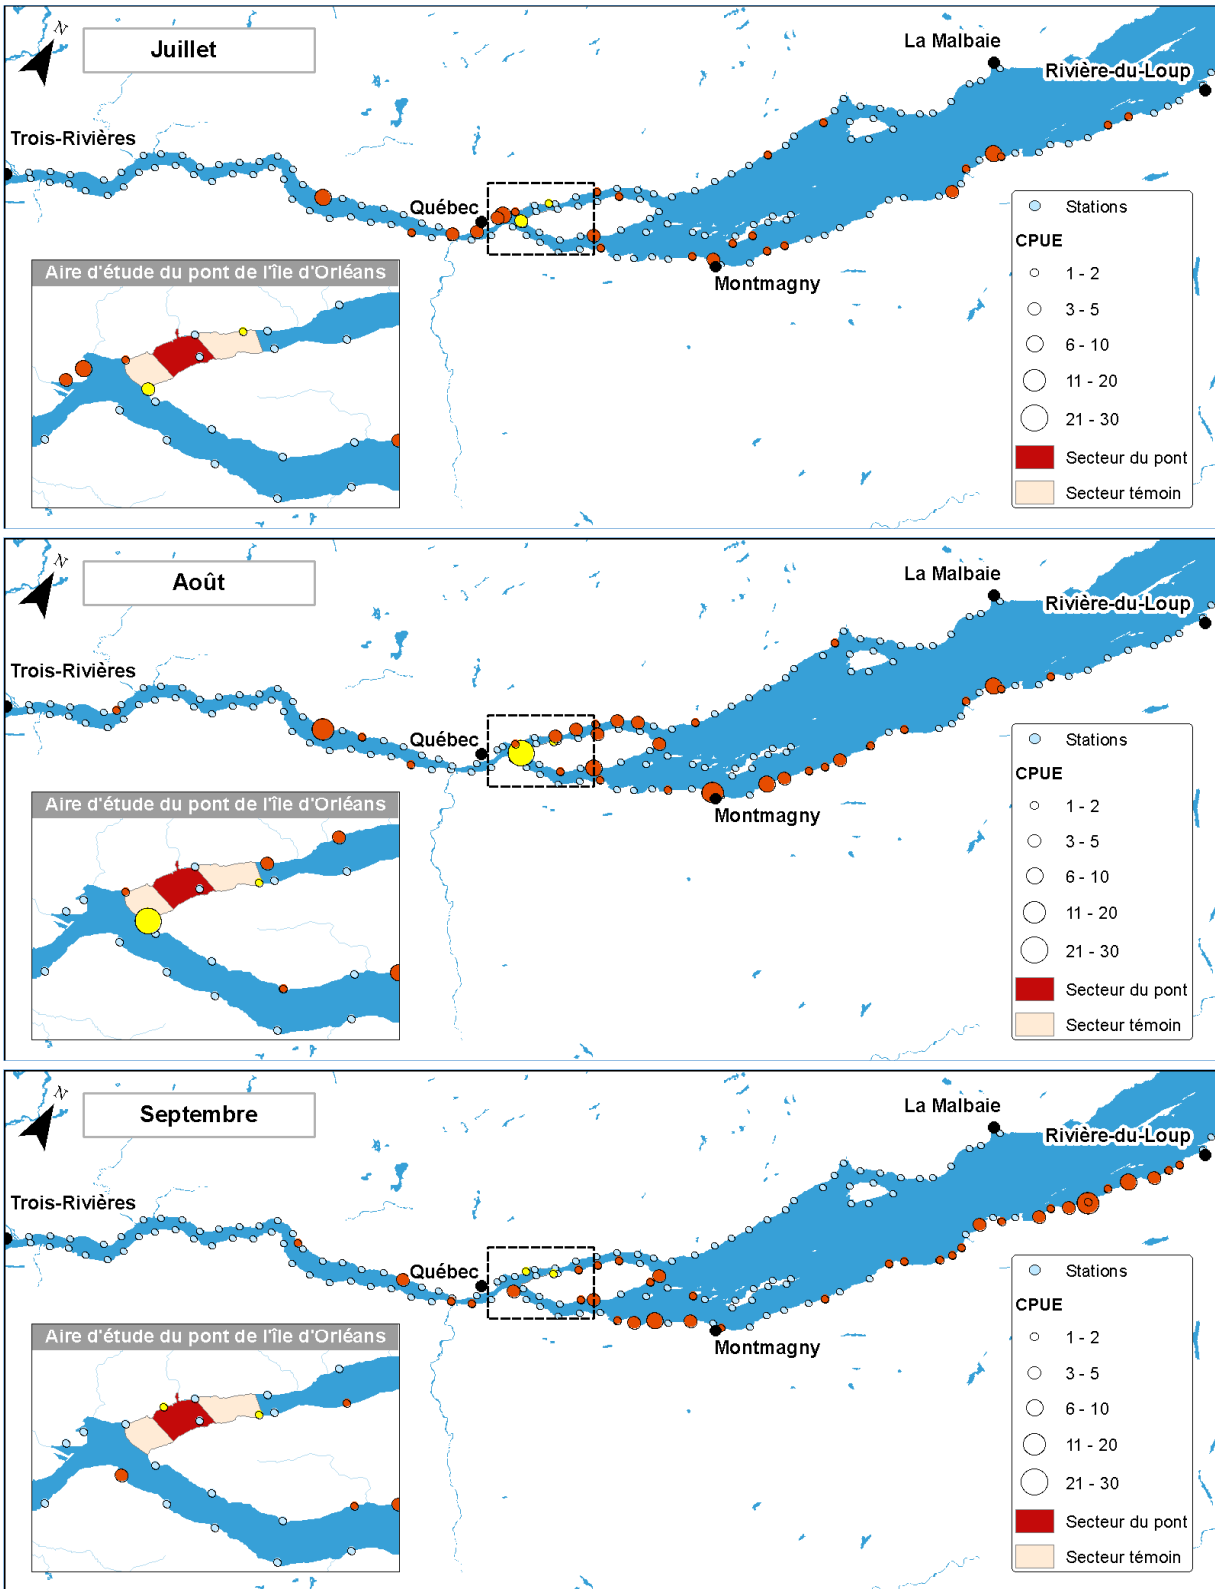 N
Juillet
La Malbaie
Rivière-du-Loup
Trois-Rivières
Québec
Montmagny
Aire d'étude du pont de l'île d'Orléans
Stations
CPUE
1 - 2
3 - 5
6 - 10
11 - 20
21 - 30
Secteur du pont
Secteur témoin
N
Août
La Malbaie
Rivière-du-Loup
Trois-Rivières
Québec
Montmagny
Aire d'étude du pont de l'île d'Orléans
Stations
CPUE
1 - 2
3 - 5
6 - 10
11 - 20
21 - 30
Secteur du pont
Secteur témoin
N
Septembre
La Malbaie
Rivière-du-Loup
Trois-Rivières
Québec
Montmagny
Aire d'étude du pont de l'île d'Orléans
Stations
CPUE
1 - 2
3 - 5
6 - 10
11 - 20
21 - 30
Secteur du pont
Secteur témoin